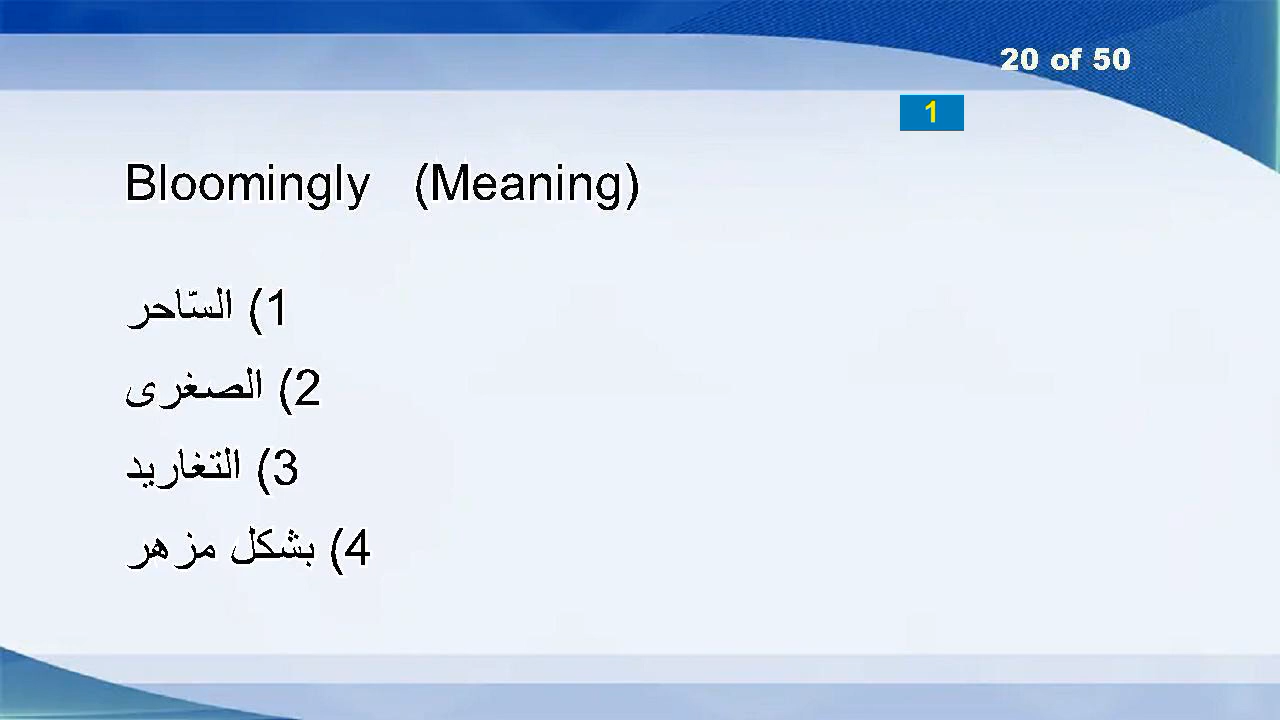 20 of 50
1
Bloomingly (Meaning)
1) السّاحر
2) الصغرى
3) التغاريد
4) بشكل مزهر